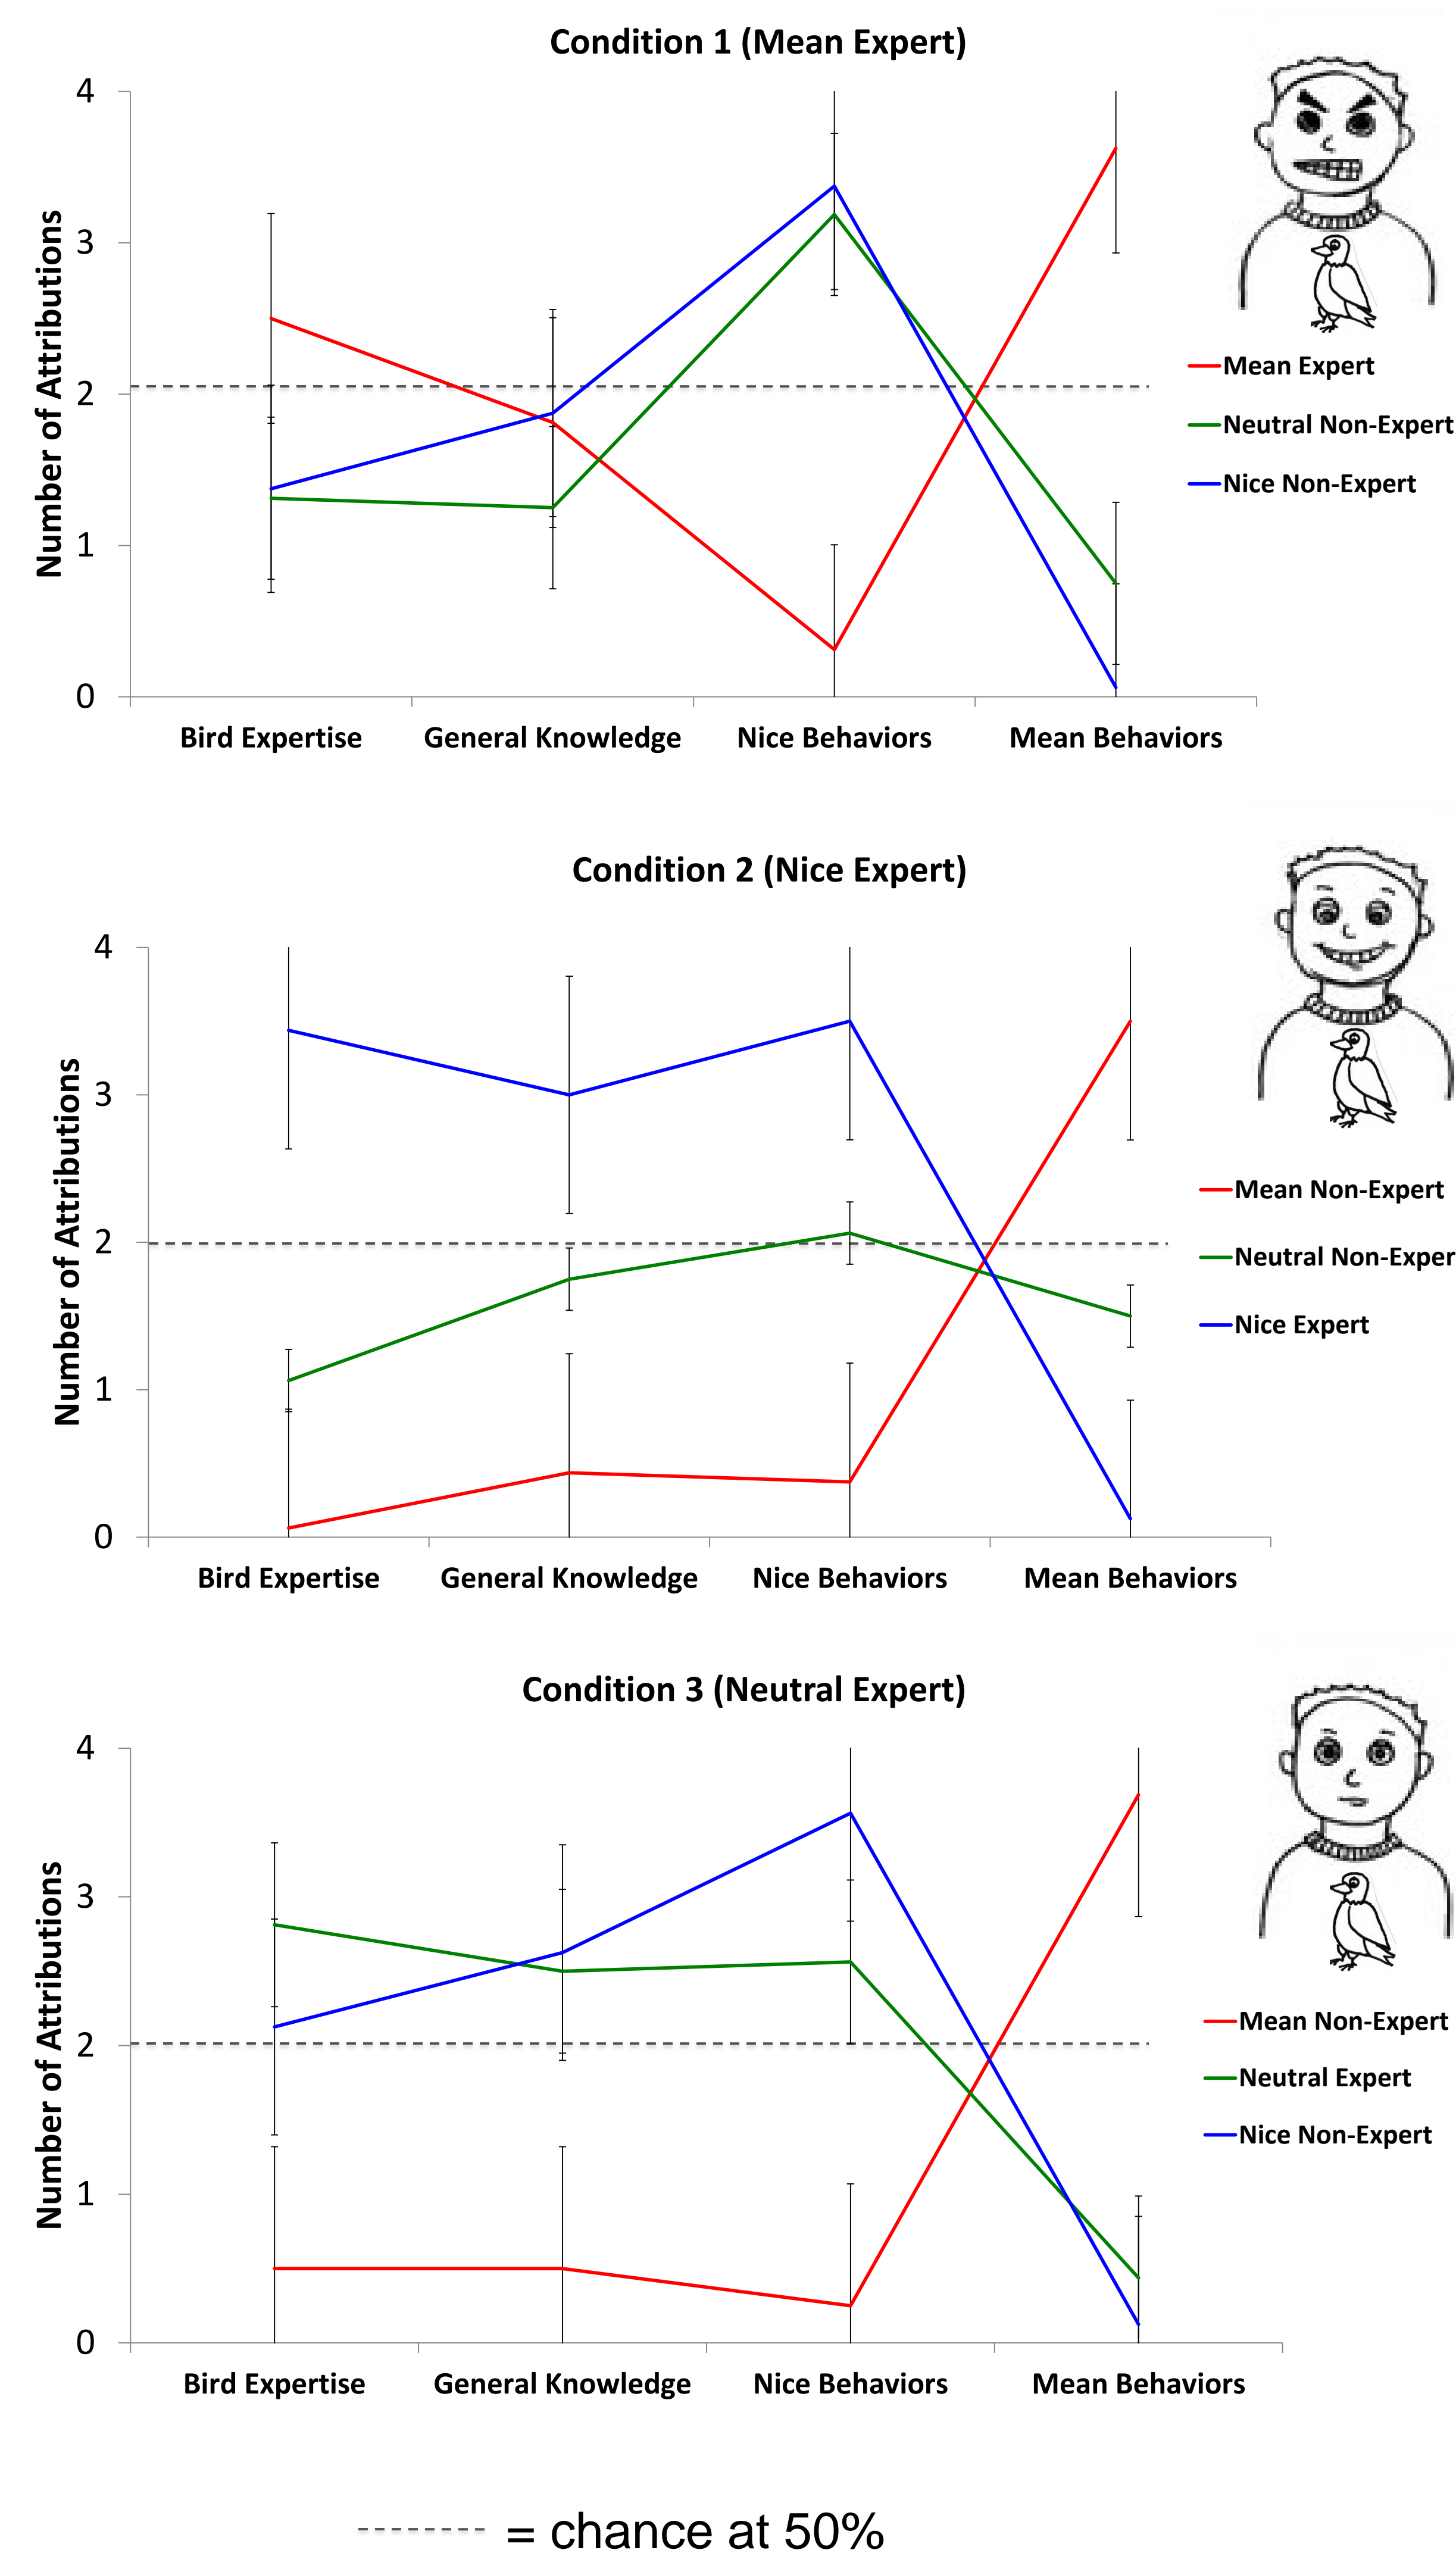 Condition 1 (Mean Expert)
4
3
2
1
0
Number of Attributions
Bird Expertise
General Knowledge
Nice Behaviors
Mean Behaviors
Mean Expert
Neutral Non-Expert
Nice Non-Expert
Condition 2 (Nice Expert)
4
3
2
1
0
Number of Attributions
Bird Expertise
General Knowledge
Nice Behaviors
Mean Behaviors
Mean Non-Expert
Neutral Non-Exper
Nice Expert
Condition 3 (Neutral Expert)
4
3
2
1
0
Number of Attributions
Bird Expertise
General Knowledge
Nice Behaviors
Mean Behaviors
Mean Non-Expert
Neutral Expert
Nice Non-Expert
= chance at 50%